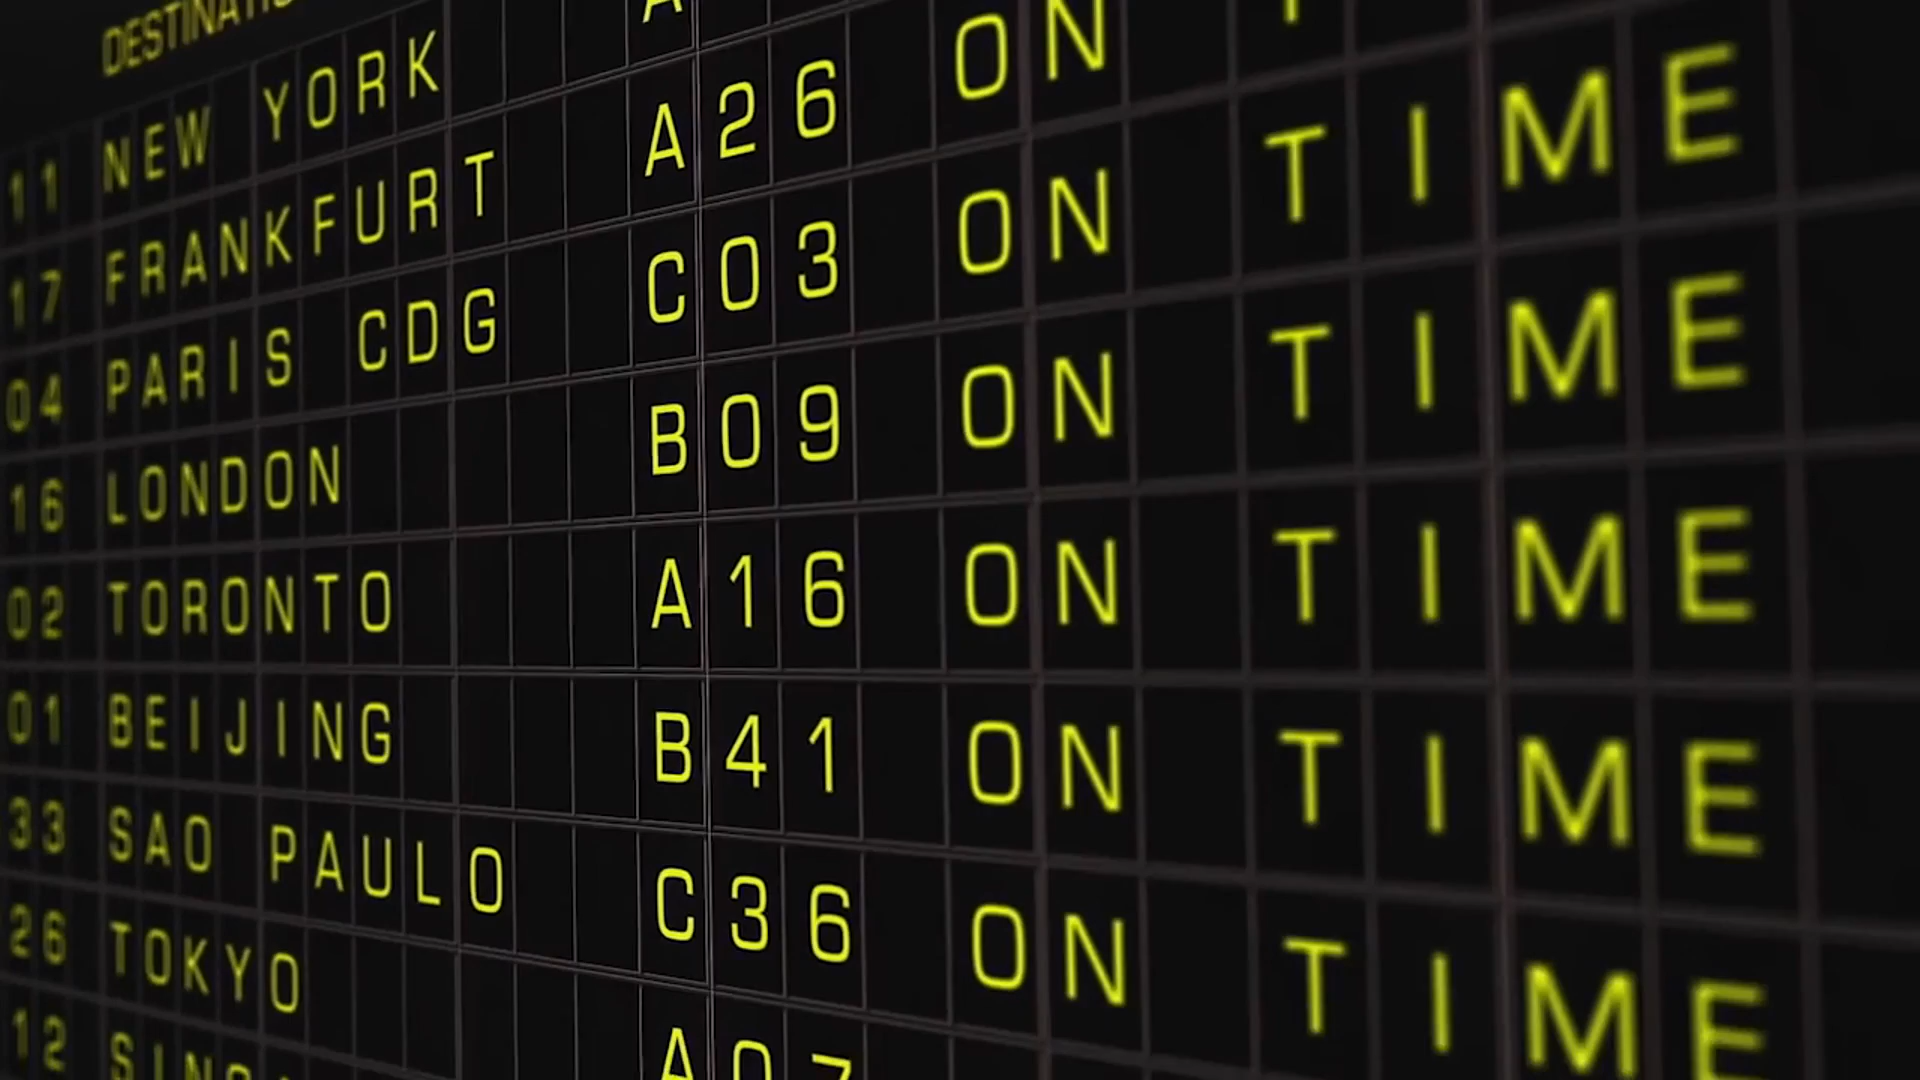 DESTINATIO
11 NEW YORK A
17 FRANKFURT A26 ON T
04 PARIS CDG C03 ON TIME
16 LONDON B09 ON TIME
02 TORONTO A16 ON TIME
01 BEIJING B41 ON TIME
33 SAO PAULO C36 ON TIME
26 TOKYO A07
12 SING